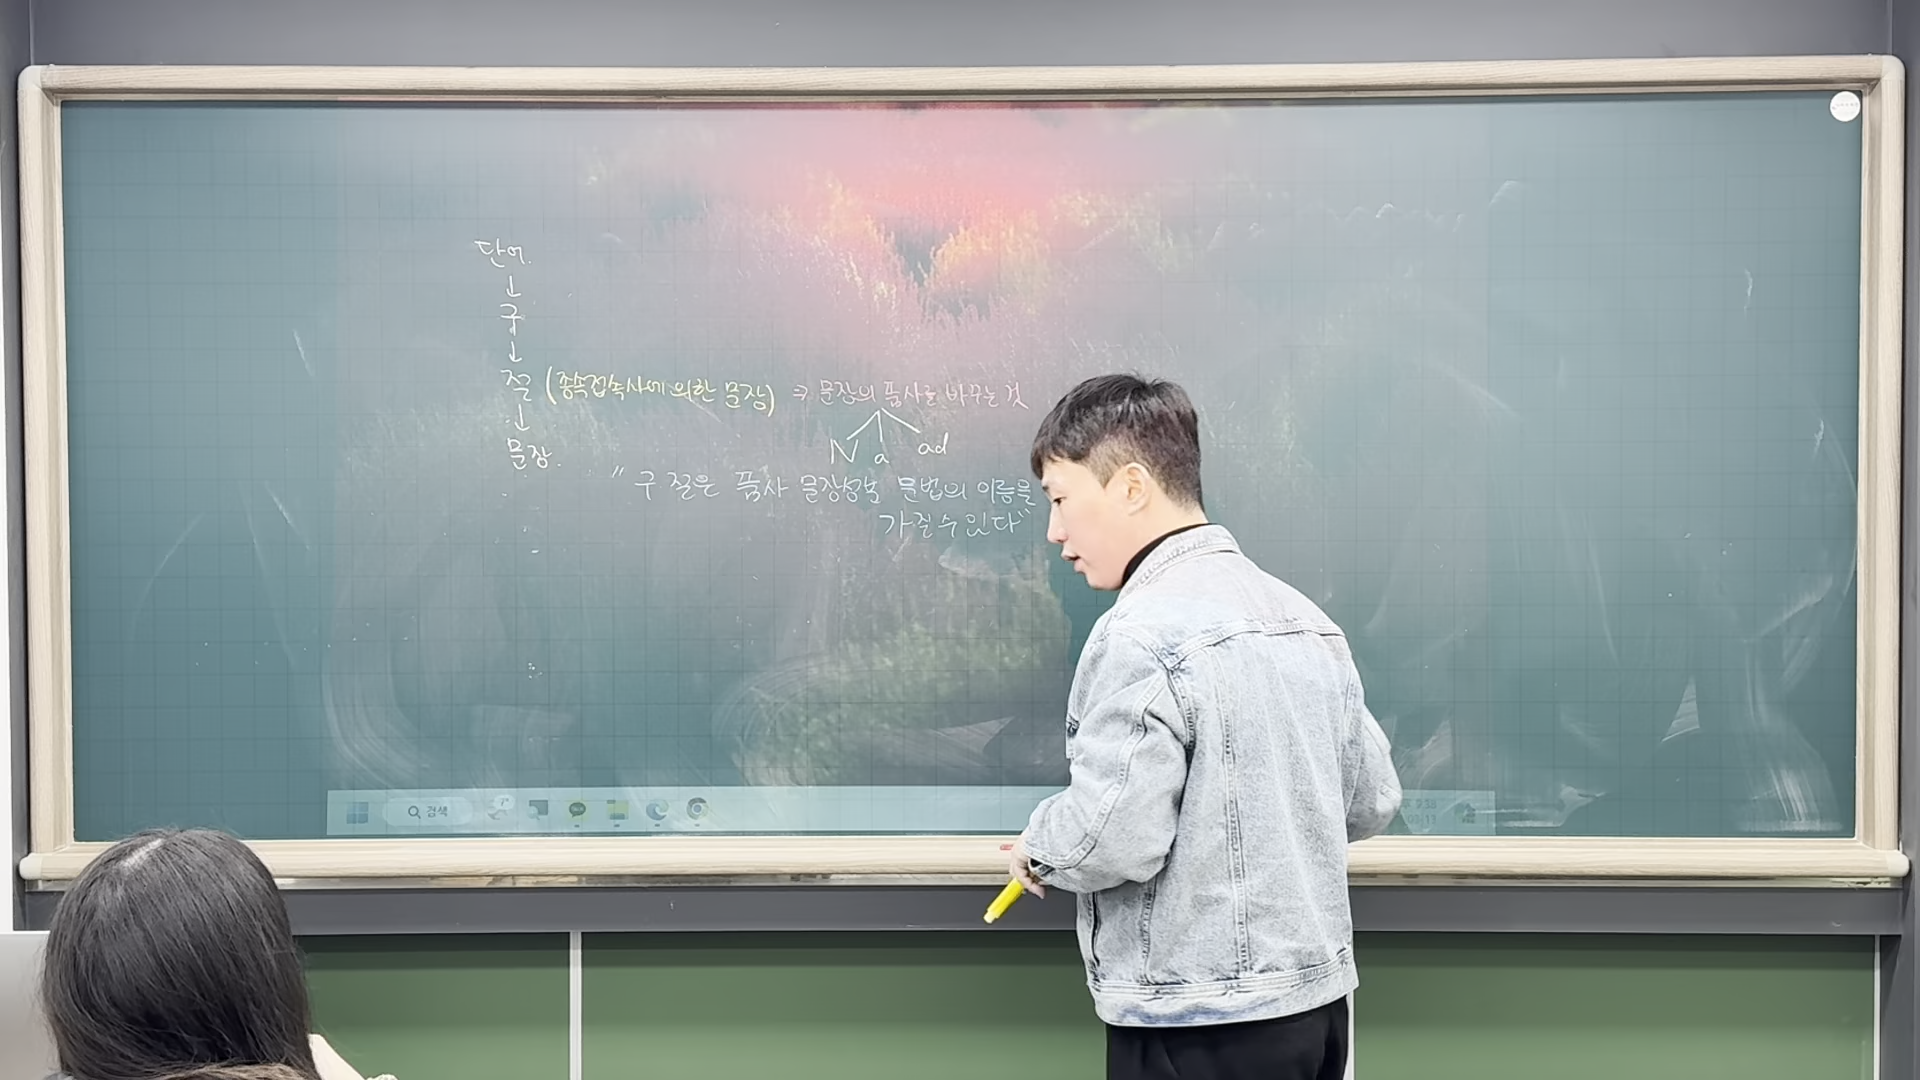 단어.
↓
구
↓
절 (종속접속사에 의한 문장) ⇒ 문장의 품사를 바꾸는 것
↓
N a ad
문장.
" 구 절은 품사 문장성분 문법의 이름을
가질 수 있다"
검색